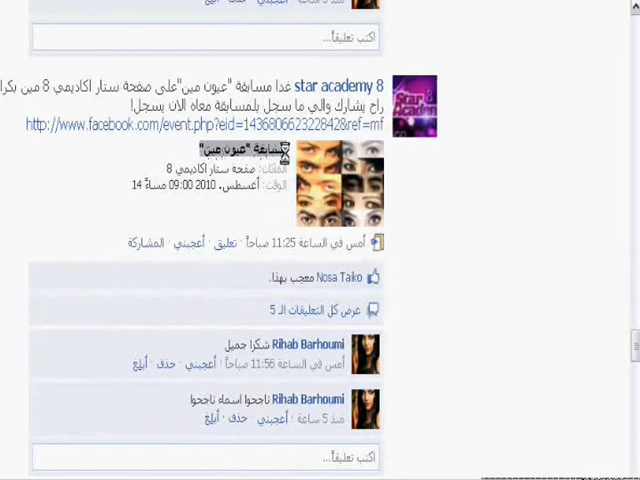 اكتب تعليقاً...
star academy 8 غدا مسابقة "عيون مين"على صفحة ستار اكاديمي 8 مين بكرا
راح يشارك والي ما سجل بلمسابقة معاه الان يسجل!
http://www.facebook.com/event.php?eid=143680662322842&ref=mf
مسابقة "عيون مين"
المكان: صفحة ستار اكاديمي 8
الوقت: 14 أغسطس، 2010 09:00 مساءً
أمس في الساعة 11:25 صباحاً · تعليق · أعجبني · المشاركة
Nosa Taiko معجب بهذا.
عرض كل التعليقات الـ 5
Rihab Barhoumi شكرا جميل
أمس في الساعة 11:56 صباحاً · أعجبني · حذف · أبلغ
Rihab Barhoumi ناجحوا اسماء ناجحوا
منذ 5 ساعة · أعجبني · حذف · أبلغ
اكتب تعليقاً...